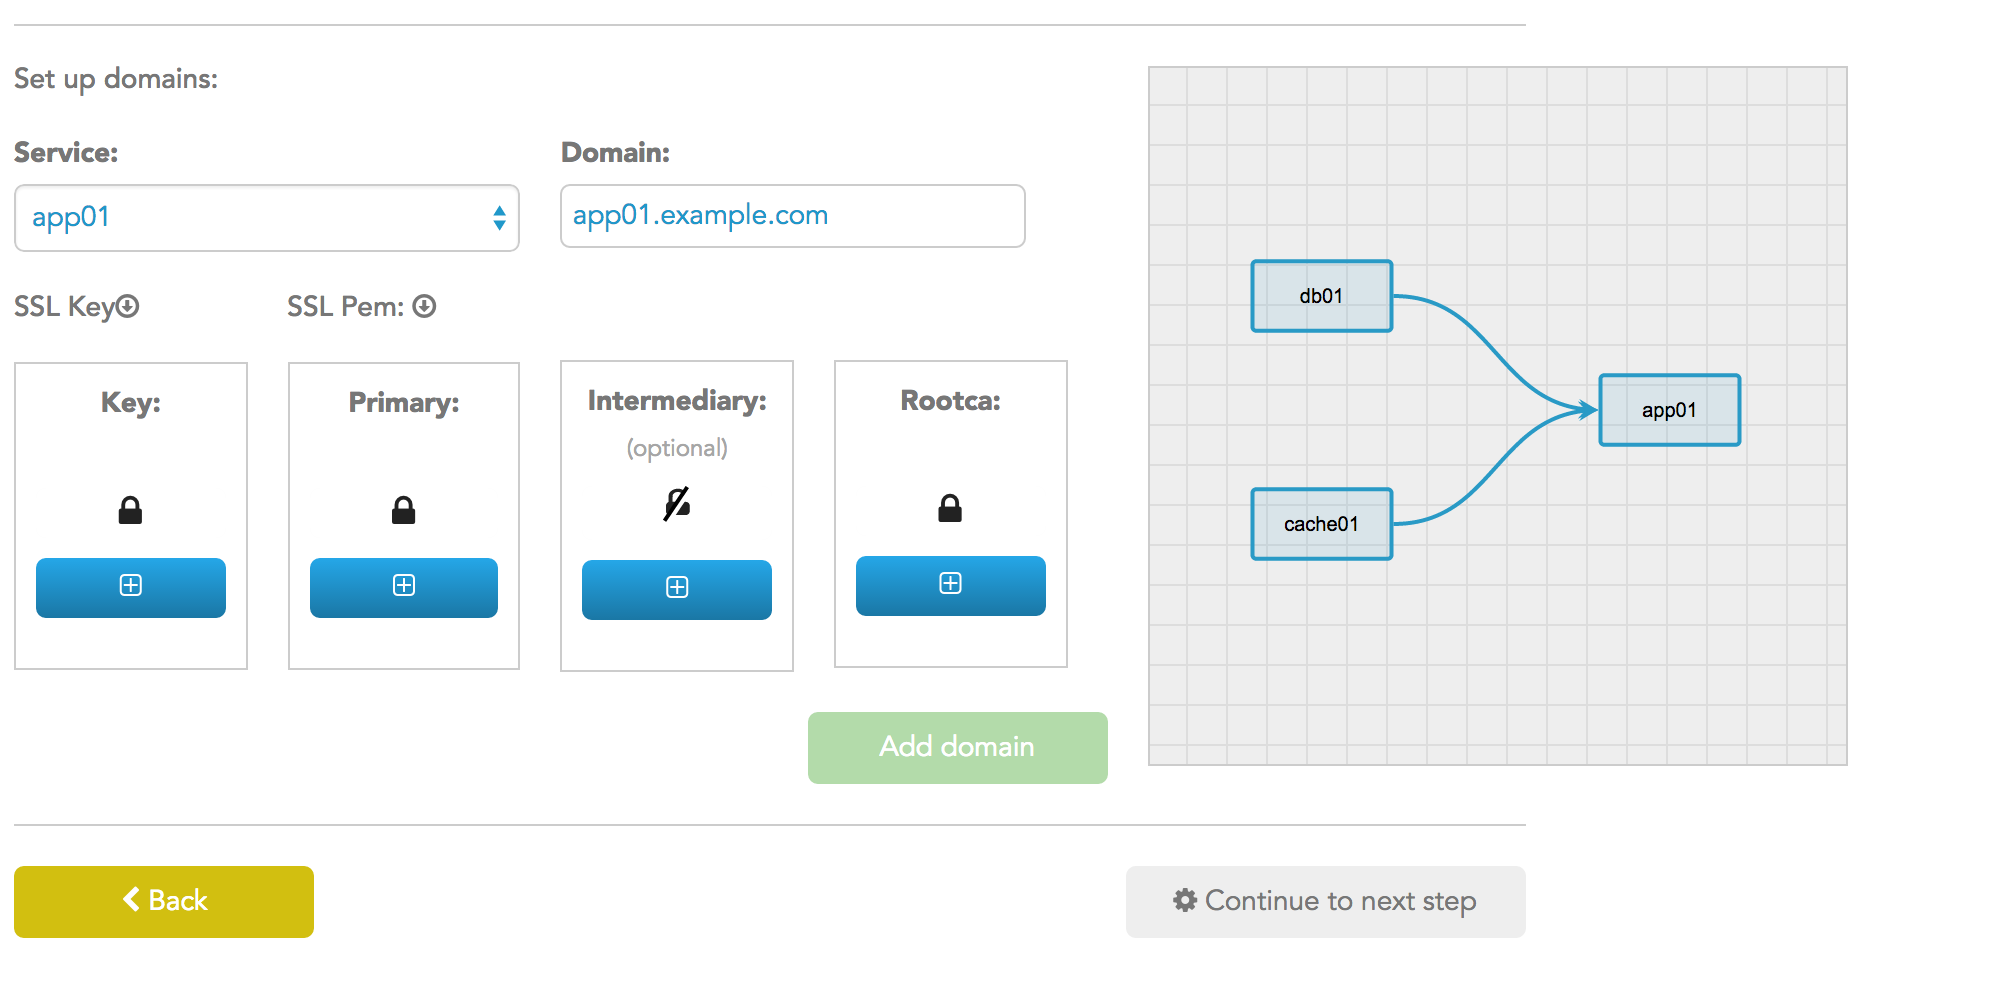 Set up domains:
Service:
Domain:
app01
app01.example.com
SSL Key
SSL Pem:
Key:
Primary:
Intermediary:
(optional)
Rootca:
Add domain
db01
app01
cache01
Back
Continue to next step